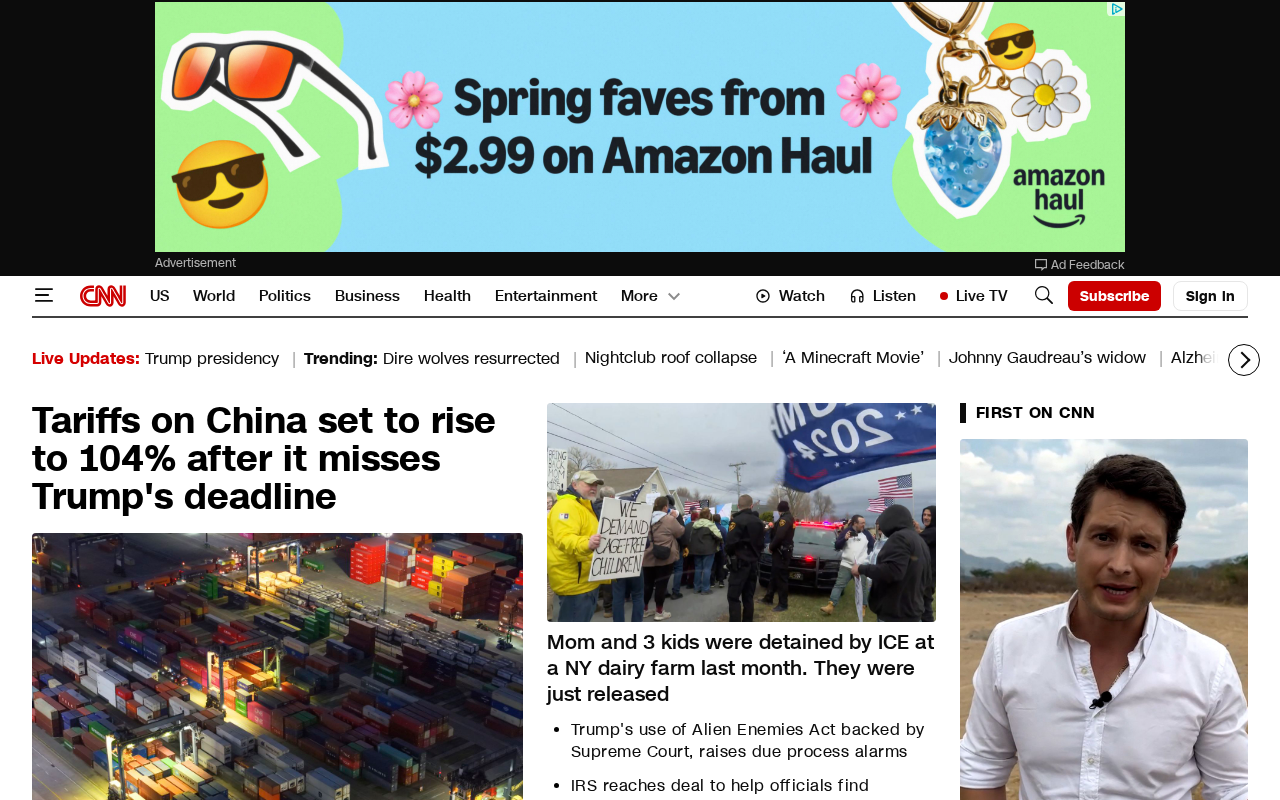 Spring faves from
$2.99 on Amazon Haul
amazon
haul
Advertisement
Ad Feedback
CNN
US World Politics Business Health Entertainment More Watch Listen Live TV Subscribe Sign in
Live Updates: Trump presidency | Trending: Dire wolves resurrected | Nightclub roof collapse | ‘A Minecraft Movie’ | Johnny Gaudreau’s widow |
Tariffs on China set to rise
to 104% after it misses
Trump's deadline
2024
BRING
BACK
MOM
WE
DEMAND
CAGE FREE
CHILDREN
Mom and 3 kids were detained by ICE at
a NY dairy farm last month. They were
just released
• Trump's use of Alien Enemies Act backed by
Supreme Court, raises due process alarms
• IRS reaches deal to help officials find
FIRST ON CNN